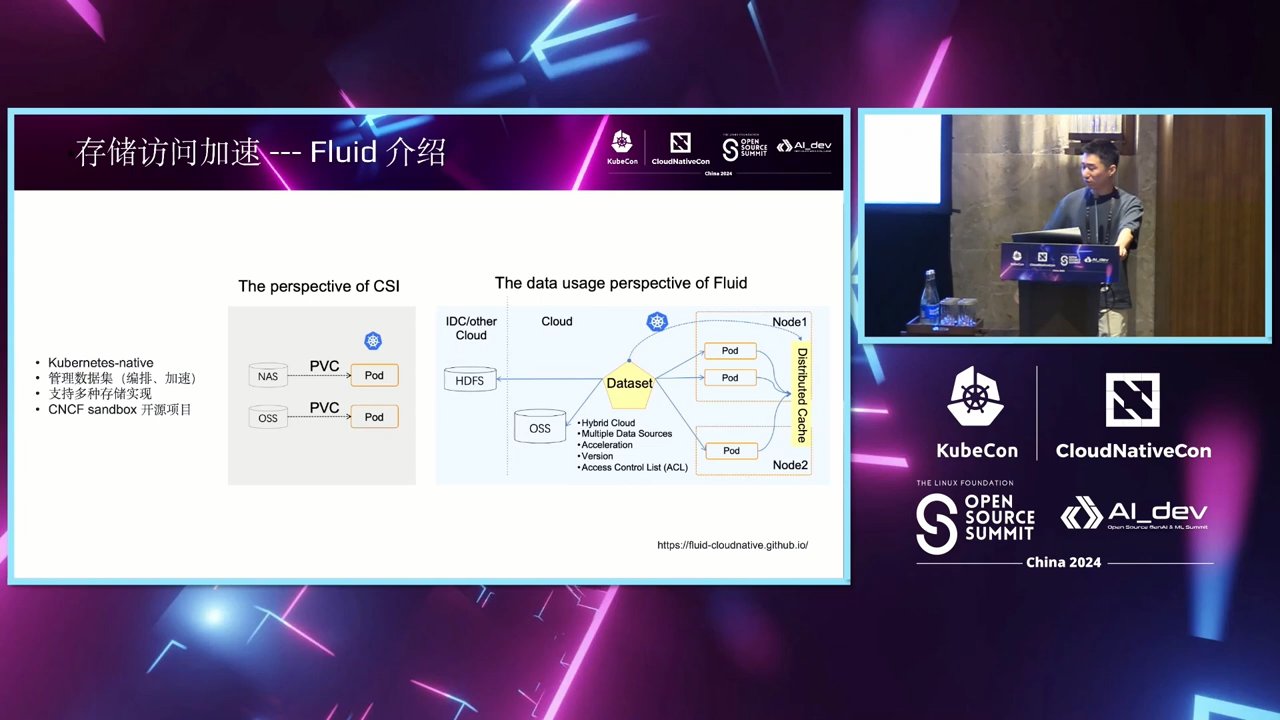 存储访问加速 --- Fluid 介绍
KubeCon
CloudNativeCon
THE LINUX FOUNDATION
OPEN
SOURCE
SUMMIT
AI_dev
China 2024
The perspective of CSI
NAS
PVC
Pod
OSS
PVC
Pod
• Kubernetes-native
• 管理数据集（编排、加速）
• 支持多种存储实现
• CNCF sandbox 开源项目
The data usage perspective of Fluid
IDC/other
Cloud
Cloud
HDFS
OSS
Dataset
•Hybrid Cloud
•Multiple Data Sources
•Acceleration
•Version
•Access Control List (ACL)
Node1
Pod
Pod
Pod
Node2
Distributed Cache
https://fluid-cloudnative.github.io/
KubeCon
CloudNativeCon
THE LINUX FOUNDATION
OPEN
SOURCE
SUMMIT
AI_dev
Open Source GenAI & ML Summit
China 2024